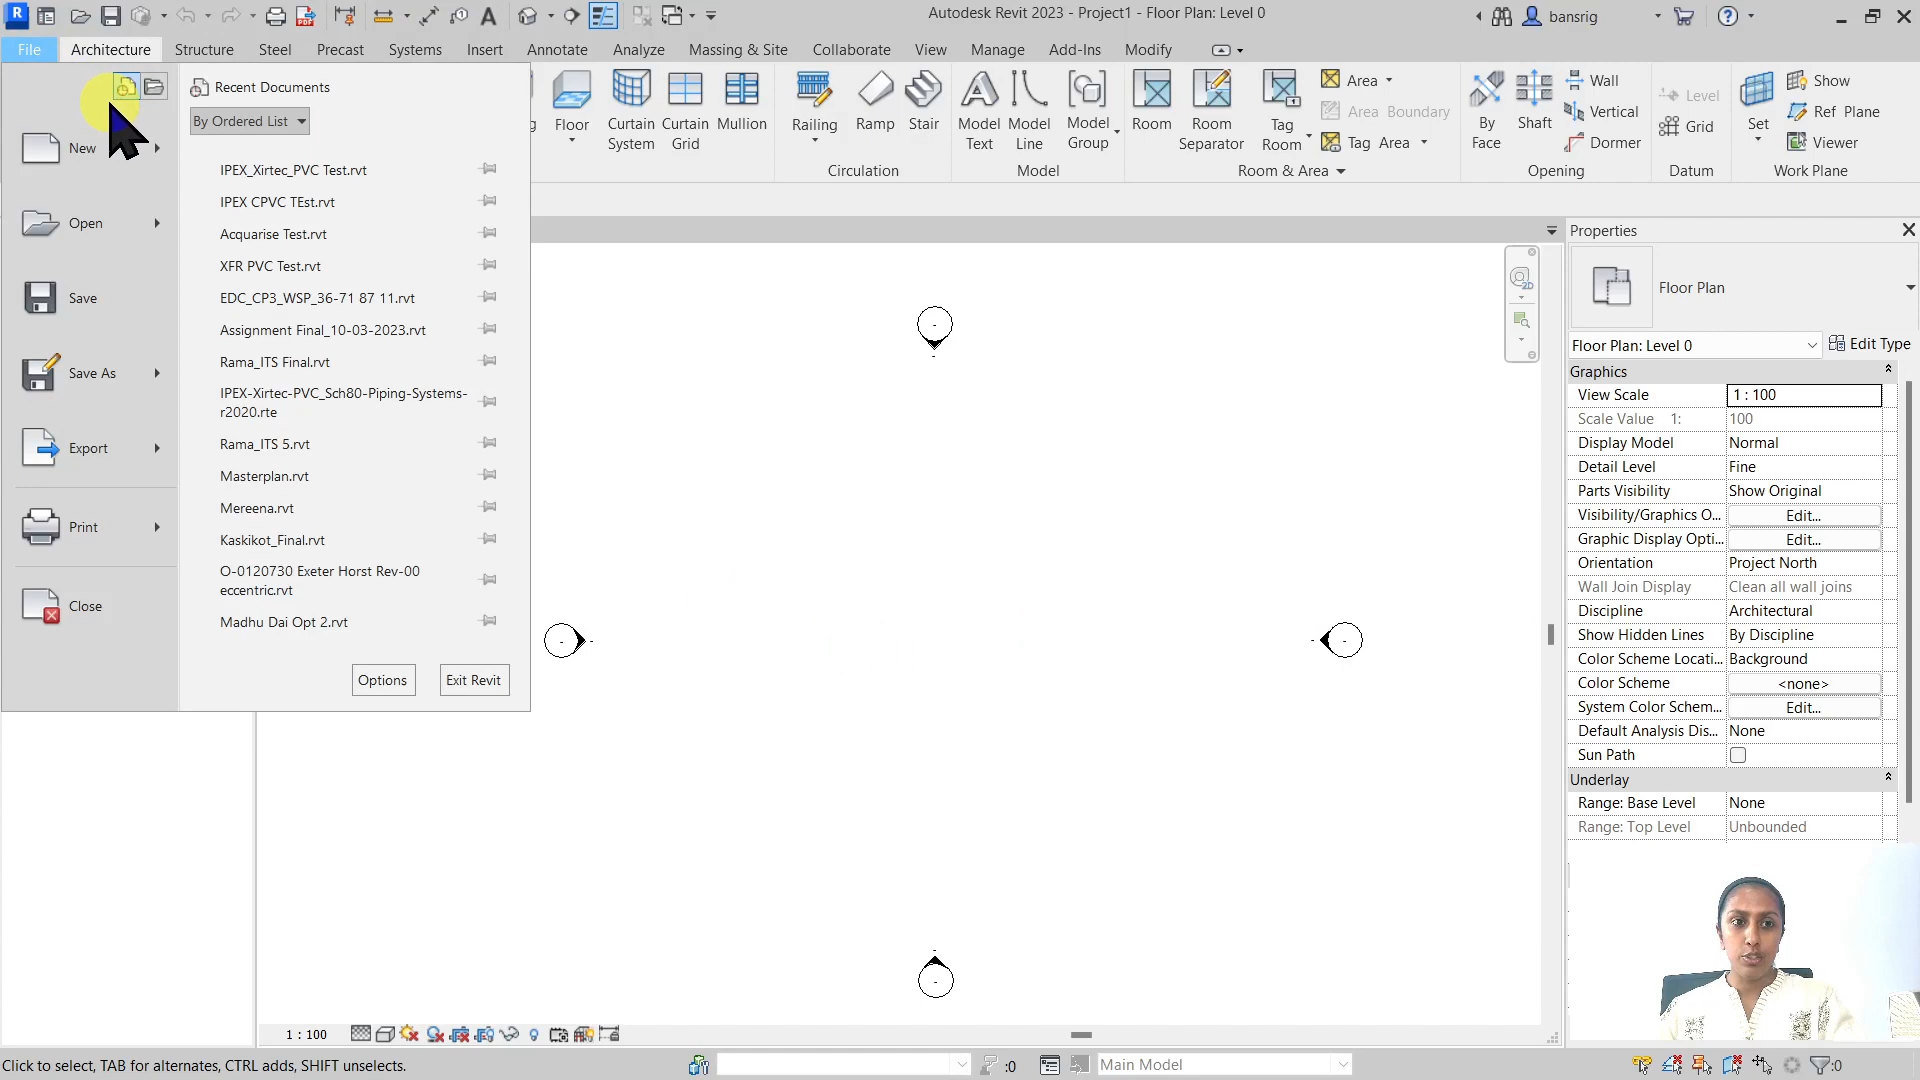 Autodesk Revit 2023 - Project1 - Floor Plan: Level 0
bansrig
File
Architecture
Structure
Steel
Precast
Systems
Insert
Annotate
Analyze
Massing & Site
Collaborate
View
Manage
Add-Ins
Modify
Floor
Curtain
System
Curtain
Grid
Mullion
Railing
Ramp
Stair
Circulation
Model
Text
Model
Line
Model
Group
Model
Room
Room
Separator
Tag
Room
Area
Area Boundary
Tag Area
Room & Area
By
Face
Shaft
Wall
Vertical
Dormer
Opening
Level
Grid
Datum
Set
Show
Ref Plane
Viewer
Work Plane
New
Open
Save
Save As
Export
Print
Close
Recent Documents
By Ordered List
IPEX_Xirtec_PVC Test.rvt
IPEX CPVC TEst.rvt
Acquarise Test.rvt
XFR PVC Test.rvt
EDC_CP3_WSP_36-71 87 11.rvt
Assignment Final_10-03-2023.rvt
Rama_ITS Final.rvt
IPEX-Xirtec-PVC_Sch80-Piping-Systems-
r2020.rte
Rama_ITS 5.rvt
Masterplan.rvt
Mereena.rvt
Kaskikot_Final.rvt
O-0120730 Exeter Horst Rev-00
eccentric.rvt
Madhu Dai Opt 2.rvt
Options
Exit Revit
2D
Properties
Floor Plan
Floor Plan: Level 0
Edit Type
Graphics
View Scale 1 : 100
Scale Value 1: 100
Display Model Normal
Detail Level Fine
Parts Visibility Show Original
Visibility/Graphics O... Edit...
Graphic Display Opti... Edit...
Orientation Project North
Wall Join Display Clean all wall joins
Discipline Architectural
Show Hidden Lines By Discipline
Color Scheme Locati... Background
Color Scheme <none>
System Color Schem... Edit...
Default Analysis Dis... None
Sun Path
Underlay
Range: Base Level None
Range: Top Level Unbounded
1 : 100
Click to select, TAB for alternates, CTRL adds, SHIFT unselects.
:0
Main Model
:0